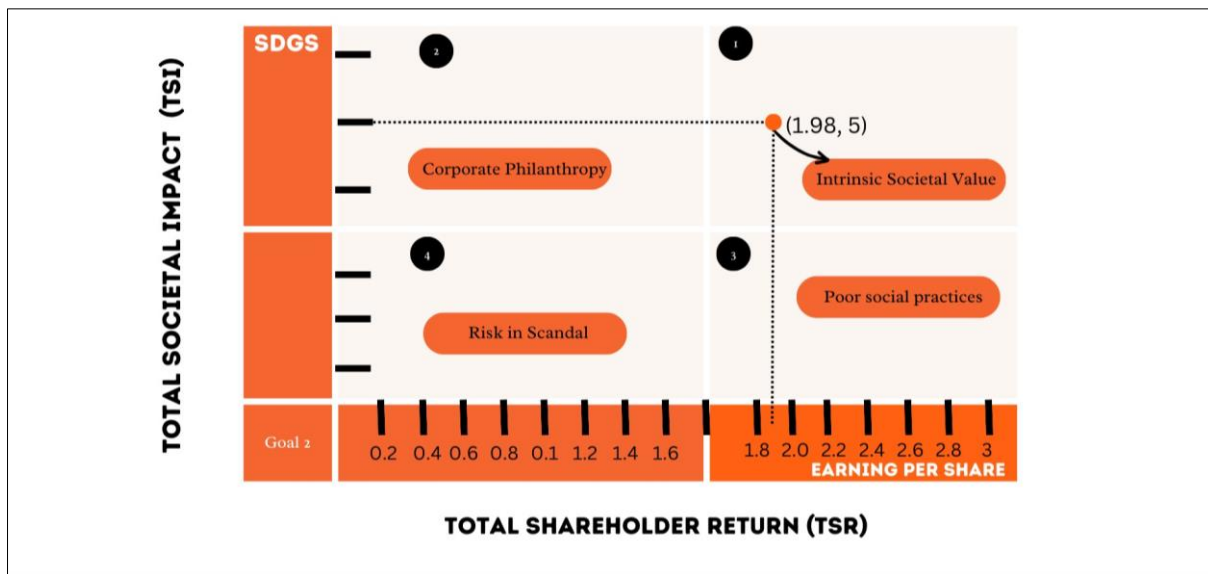 TOTAL SOCIETAL IMPACT (TSI)
SDGS
2
1
(1.98, 5)
Corporate Philanthropy
Intrinsic Societal Value
4
3
Poor social practices
Risk in Scandal
Goal 2
0.2 0.4 0.6 0.8 0.1 1.2 1.4 1.6 1.8 2.0 2.2 2.4 2.6 2.8 3
EARNING PER SHARE
TOTAL SHAREHOLDER RETURN (TSR)